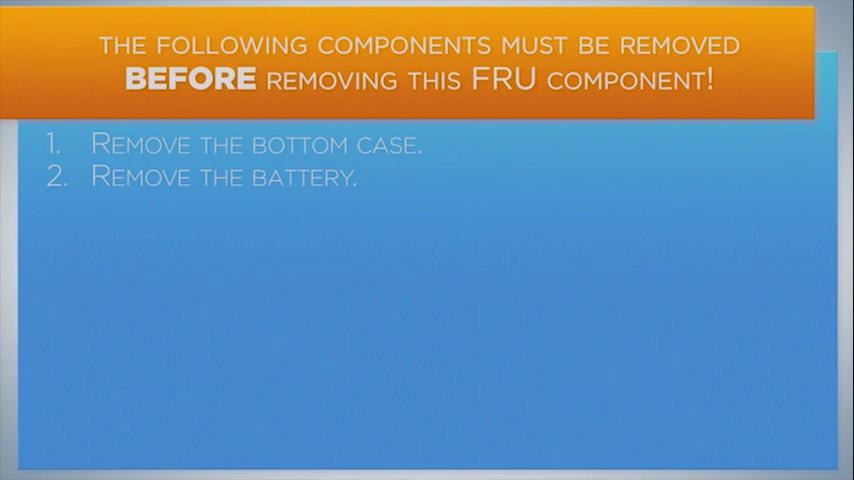 THE FOLLOWING COMPONENTS MUST BE REMOVED
BEFORE REMOVING THIS FRU COMPONENT!
1. REMOVE THE BOTTOM CASE.
2. REMOVE THE BATTERY.